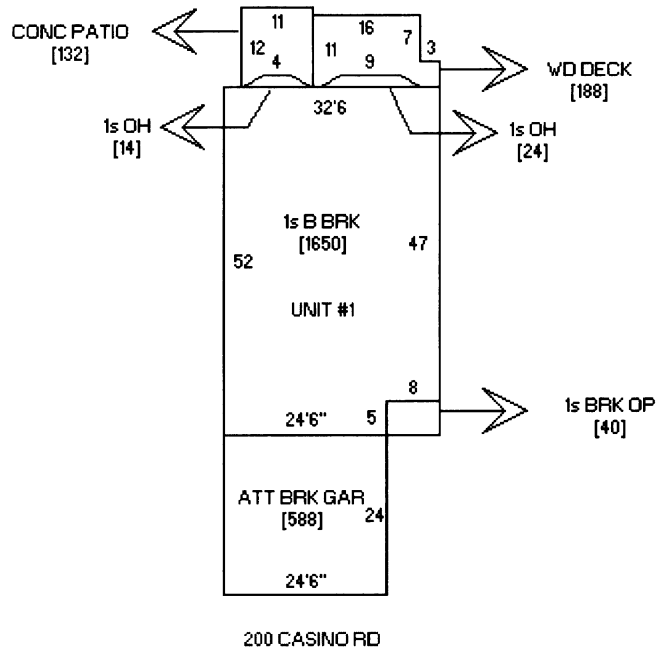 CONC PATIO
[132]
11
12
4
16
11
9
7
3
WD DECK
[188]
1s OH
[14]
32'6
1s OH
[24]
1s B BRK
[1650]
47
52
UNIT #1
8
24'6"
5
1s BRK OP
[40]
ATT BRK GAR
[588]
24
24'6"
200 CASINO RD